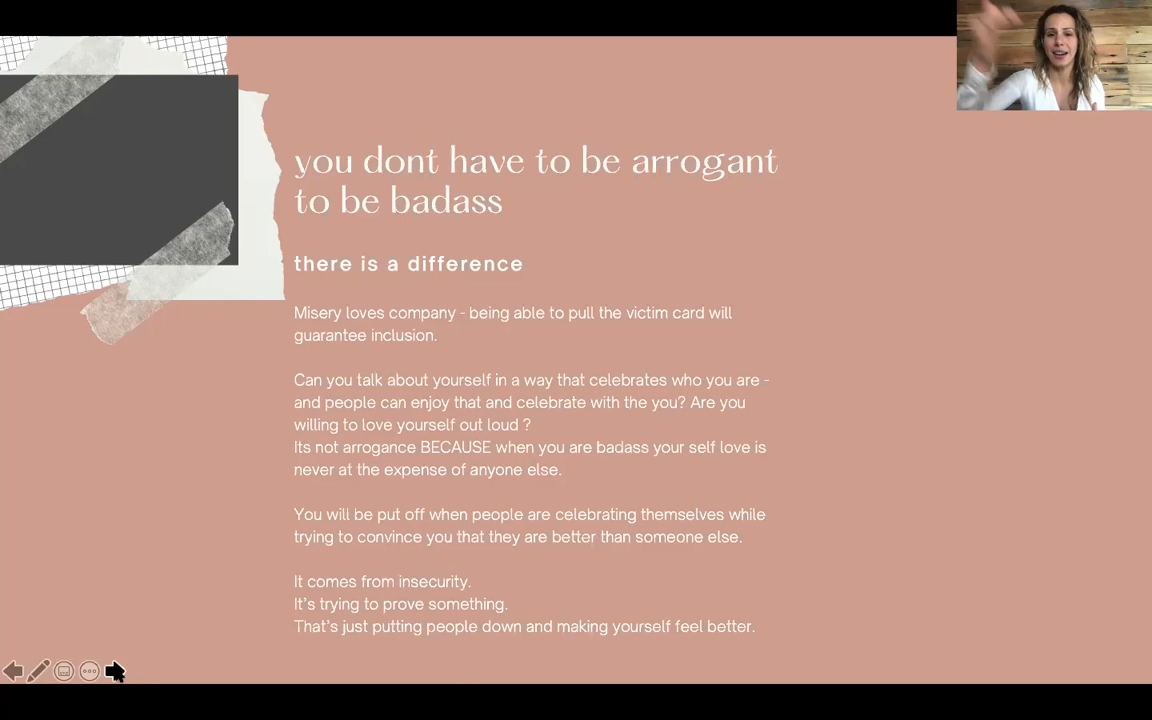 you dont have to be arrogant
to be badass
there is a difference
Misery loves company - being able to pull the victim card will
guarantee inclusion.
Can you talk about yourself in a way that celebrates who you are -
and people can enjoy that and celebrate with the you? Are you
willing to love yourself out loud ?
Its not arrogance BECAUSE when you are badass your self love is
never at the expense of anyone else.
You will be put off when people are celebrating themselves while
trying to convince you that they are better than someone else.
It comes from insecurity.
It's trying to prove something.
That's just putting people down and making yourself feel better.